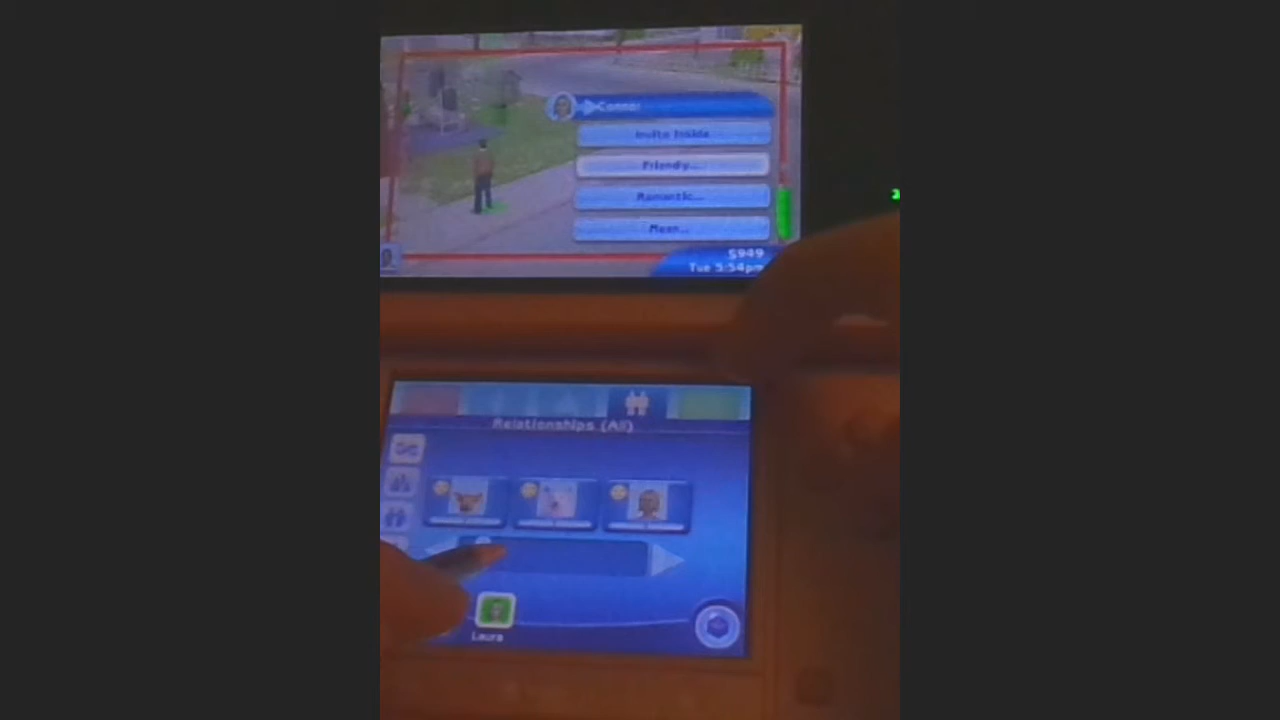 Connor
Invite Inside
Friendly...
Romantic...
Mean...
$949
Tue 5:54pm
Relationships (All)
Laura